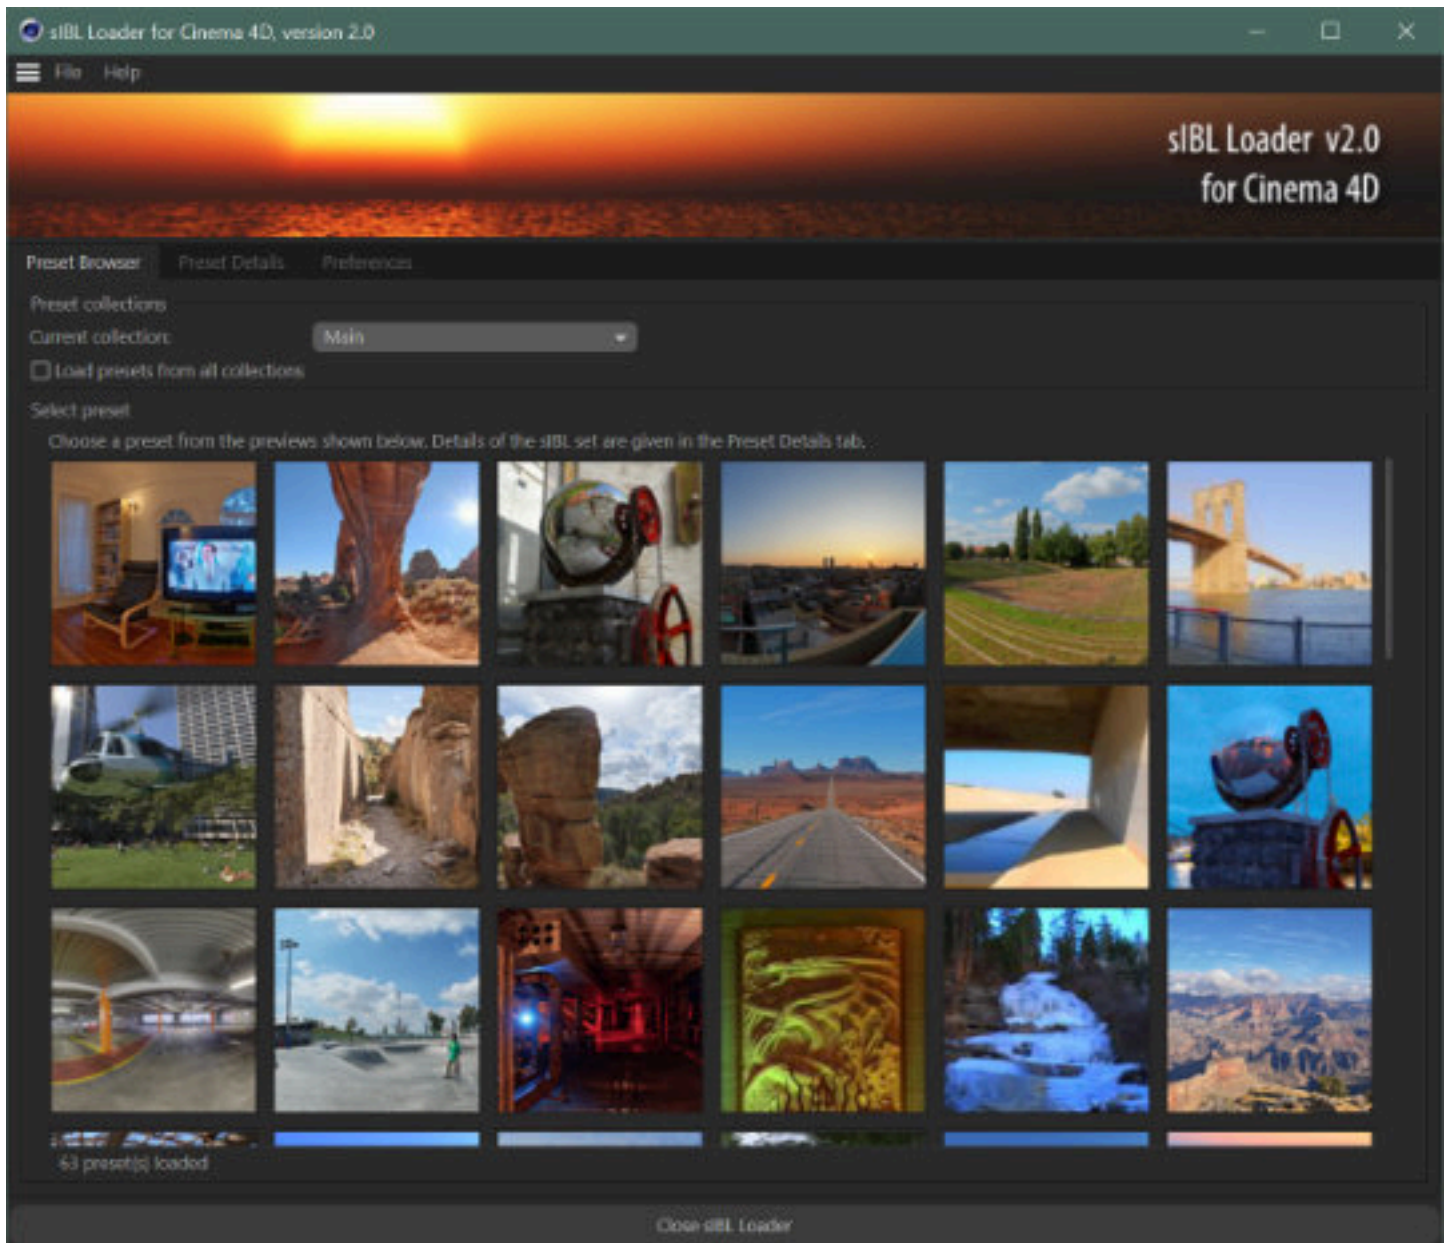 sIBL Loader for Cinema 4D, version 2.0
File Help
sIBL Loader v2.0
for Cinema 4D
Preset Browser Preset Details Preferences
Preset collections
Current collection: Main
Load presets from all collections
Select preset
Choose a preset from the previews shown below. Details of the sIBL set are given in the Preset Details tab.
63 preset(s) loaded
Close sIBL Loader